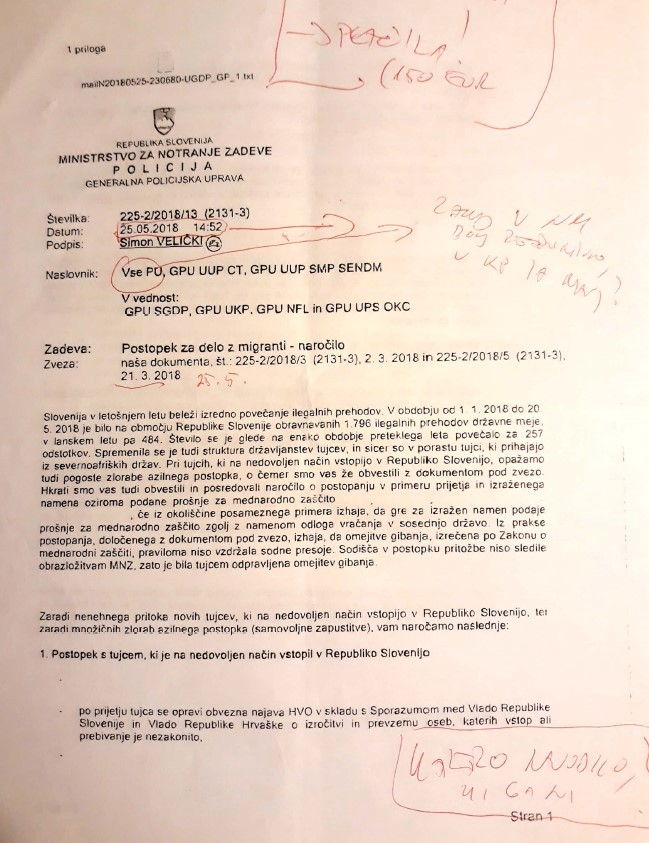 → PLAČILA!
(150 EUR
1 priloga
mailN20180525-230680-UGDP_GP_1.txt
REPUBLIKA SLOVENIJA
MINISTRSTVO ZA NOTRANJE ZADEVE
POLICIJA
GENERALNA POLICIJSKA UPRAVA
Številka: 225-2/2018/13 (2131-3)
Datum: 25.05.2018 14:52
Podpis: Simon VELIČKI
Naslovnik: Vse PU, GPU UUP CT, GPU UUP SMP SENDM
V vednost:
GPU SGDP, GPU UKP, GPU NFL in GPU UPS OKC
Zadeva: Postopek za delo z migranti - naročilo
Zveza: naša dokumenta, št.: 225-2/2018/3 (2131-3), 2. 3. 2018 in 225-2/2018/5 (2131-3),
21. 3. 2018 25.5.
Slovenija v letošnjem letu beleži izredno povečanje ilegalnih prehodov. V obdobju od 1. 1. 2018 do 20.
5. 2018 je bilo na območju Republike Slovenije obravnavanih 1.796 ilegalnih prehodov državne meje,
v lanskem letu pa 484. Število se je glede na enako obdobje preteklega leta povečalo za 257
odstotkov. Spremenila se je tudi struktura državljanstev tujcev, in sicer so v porastu tujci, ki prihajajo
iz severnoafriških držav. Pri tujcih, ki na nedovoljen način vstopijo v Republiko Slovenijo, opažamo
tudi pogoste zlorabe azilnega postopka, o čemer smo vas že obvestili z dokumentom pod zvezo.
Hkrati smo vas tudi obvestili in posredovali naročilo o postopanju v primeru prijetja in izraženega
namena oziroma podane prošnje za mednarodno zaščito
, če iz okoliščine posameznega primera izhaja, da gre za izražen namen podaje
prošnje za mednarodno zaščito zgolj z namenom odloga vračanja v sosednjo državo. Iz prakse
postopanja, določenega z dokumentom pod zvezo, izhaja, da omejitve gibanja, izrečena po Zakonu o
mednarodni zaščiti, praviloma niso vzdržala sodne presoje. Sodišča v postopku pritožbe niso sledile
obrazložitvam MNZ, zato je bila tujcem odpravljena omejitev gibanja.
Zaradi nenehnega pritoka novih tujcev, ki na nedovoljen način vstopijo v Republiko Slovenijo, ter
zaradi množičnih zlorab azilnega postopka (samovoljne zapustitve), vam naročamo naslednje:
1. Postopek s tujcem, ki je na nedovoljen način vstopil v Republiko Slovenijo
- po prijetju tujca se opravi obvezna najava HVO v skladu s Sporazumom med Vlado Republike
Slovenije in Vlado Republike Hrvaške o izročitvi in prevzemu oseb, katerih vstop ali
prebivanje je nezakonito,
Stran 1